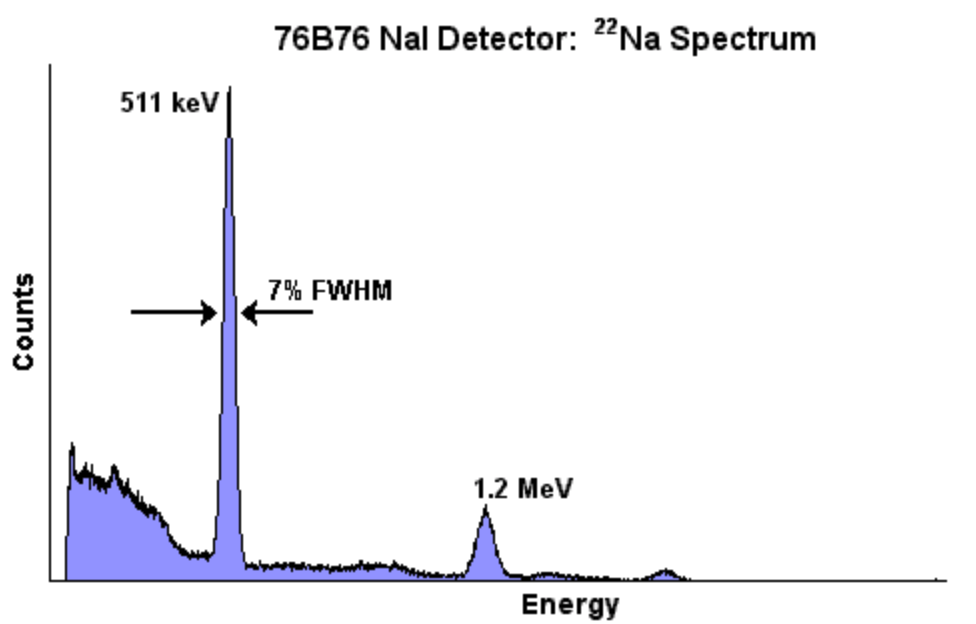 76B76 NaI Detector: ²²Na Spectrum
511 keV
7% FWHM
Counts
1.2 MeV
Energy